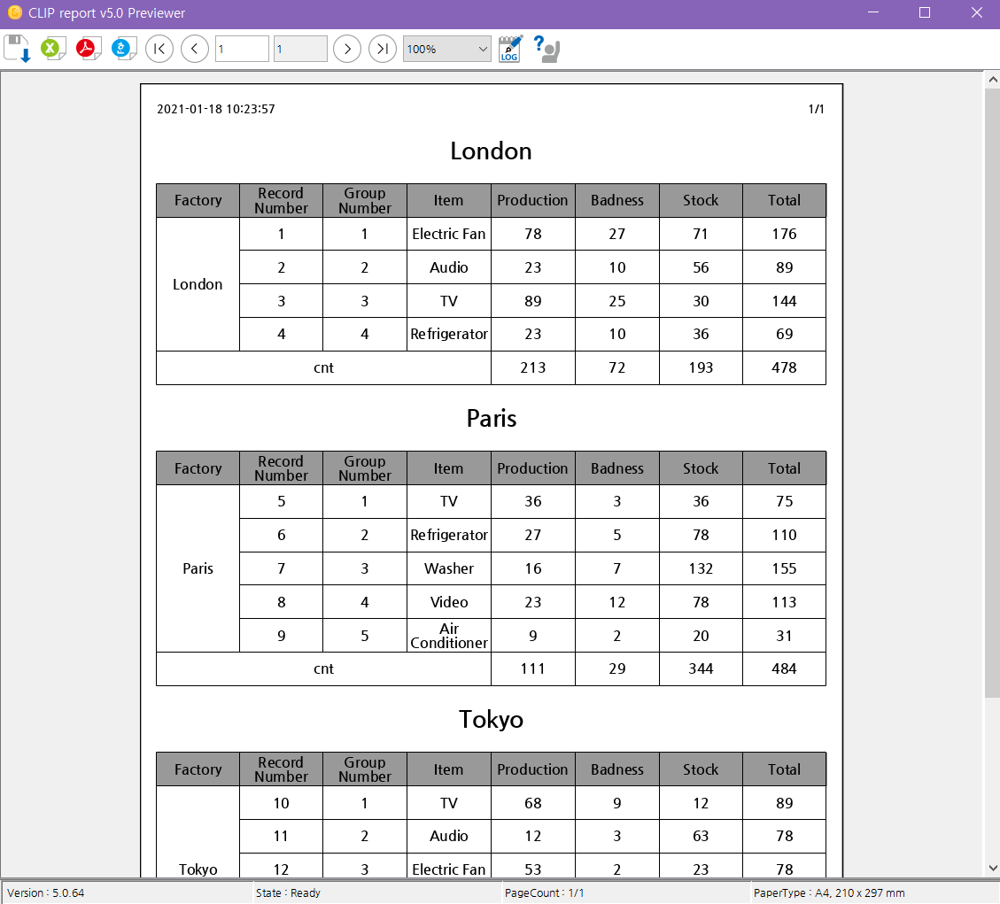 CLIP report v5.0 Previewer
1 1 100% LOG
2021-01-18 10:23:57 1/1
London
Factory Record Number Group Number Item Production Badness Stock Total
London
1 1 Electric Fan 78 27 71 176
2 2 Audio 23 10 56 89
3 3 TV 89 25 30 144
4 4 Refrigerator 23 10 36 69
cnt 213 72 193 478
Paris
Factory Record Number Group Number Item Production Badness Stock Total
Paris
5 1 TV 36 3 36 75
6 2 Refrigerator 27 5 78 110
7 3 Washer 16 7 132 155
8 4 Video 23 12 78 113
9 5 Air Conditioner 9 2 20 31
cnt 111 29 344 484
Tokyo
Factory Record Number Group Number Item Production Badness Stock Total
10 1 TV 68 9 12 89
11 2 Audio 12 3 63 78
Tokyo 12 3 Electric Fan 53 2 23 78
Version : 5.0.64 State : Ready PageCount : 1/1 PaperType : A4, 210 x 297 mm